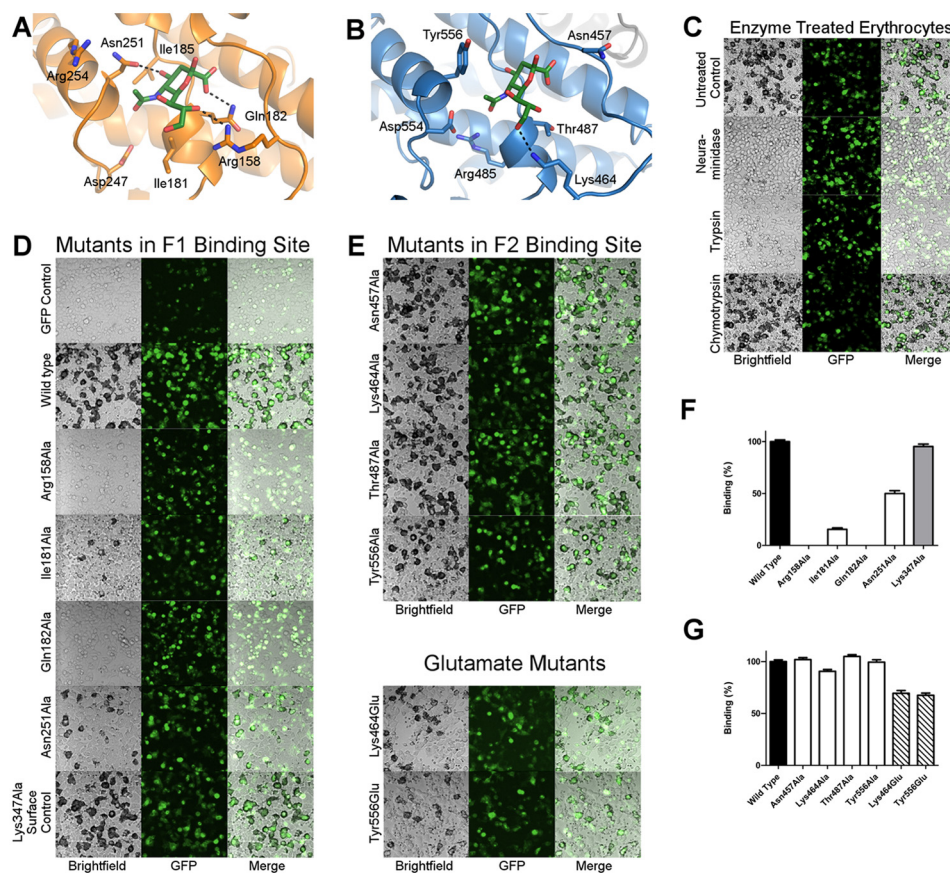 A
Asn251
Ile185
Arg254
Gln182
Arg158
Asp247
Ile181
B
Tyr556
Asn457
Asp554
Thr487
Arg485
Lys464
C
Enzyme Treated Erythrocytes
Untreated
Control
Neura-
minidase
Trypsin
Chymotrypsin
Brightfield GFP Merge
D
Mutants in F1 Binding Site
GFP Control
Wild type
Arg158Ala
Ile181Ala
Gln182Ala
Asn251Ala
Lys347Ala
Surface
Control
Brightfield GFP Merge
E
Mutants in F2 Binding Site
Asn457Ala
Lys464Ala
Thr487Ala
Tyr556Ala
Brightfield GFP Merge
Glutamate Mutants
Lys464Glu
Tyr556Glu
Brightfield GFP Merge
F
Binding (%)
100
50
0
Wild Type
Arg158Ala
Ile181Ala
Gln182Ala
Asn251Ala
Lys347Ala
G
Binding (%)
100
50
0
Wild Type
Asn457Ala
Lys464Ala
Thr487Ala
Tyr556Ala
Lys464Glu
Tyr556Glu